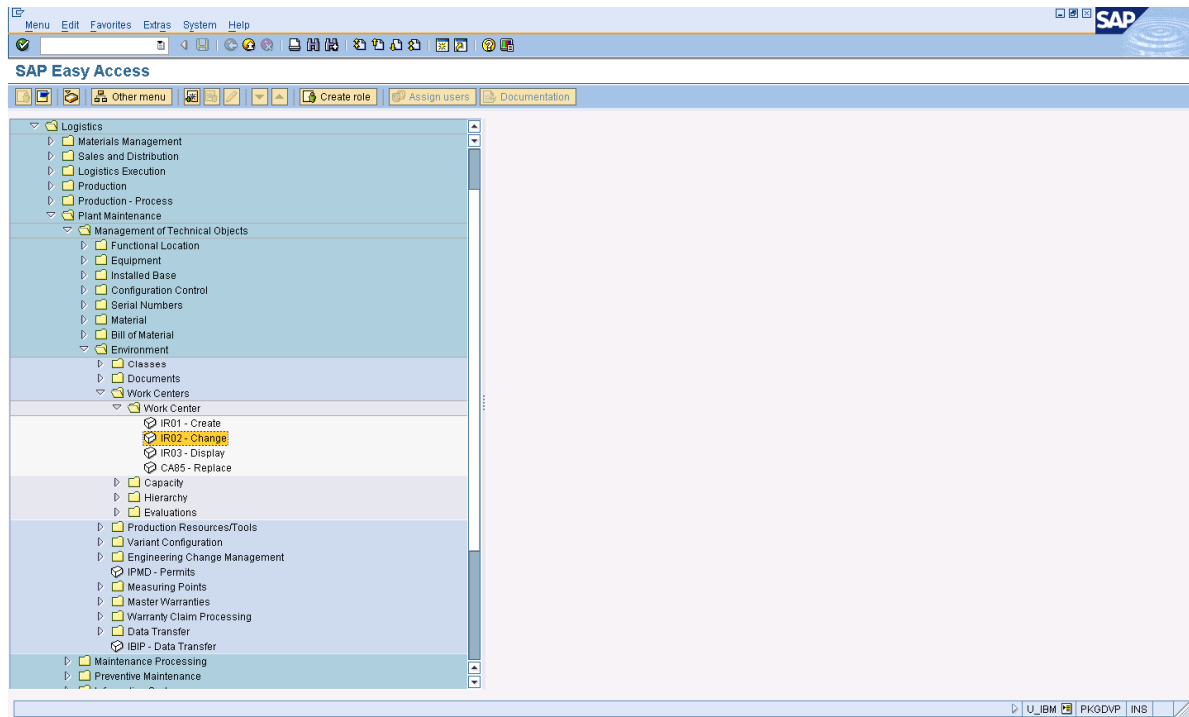 Menu Edit Favorites Extras System Help
SAP
SAP Easy Access
Other menu Create role Assign users Documentation
Logistics
Materials Management
Sales and Distribution
Logistics Execution
Production
Production - Process
Plant Maintenance
Management of Technical Objects
Functional Location
Equipment
Installed Base
Configuration Control
Serial Numbers
Material
Bill of Material
Environment
Classes
Documents
Work Centers
Work Center
IR01 - Create
IR02 - Change
IR03 - Display
CA85 - Replace
Capacity
Hierarchy
Evaluations
Production Resources/Tools
Variant Configuration
Engineering Change Management
IPMD - Permits
Measuring Points
Master Warranties
Warranty Claim Processing
Data Transfer
IBIP - Data Transfer
Maintenance Processing
Preventive Maintenance
U_IBM PKGDVP INS